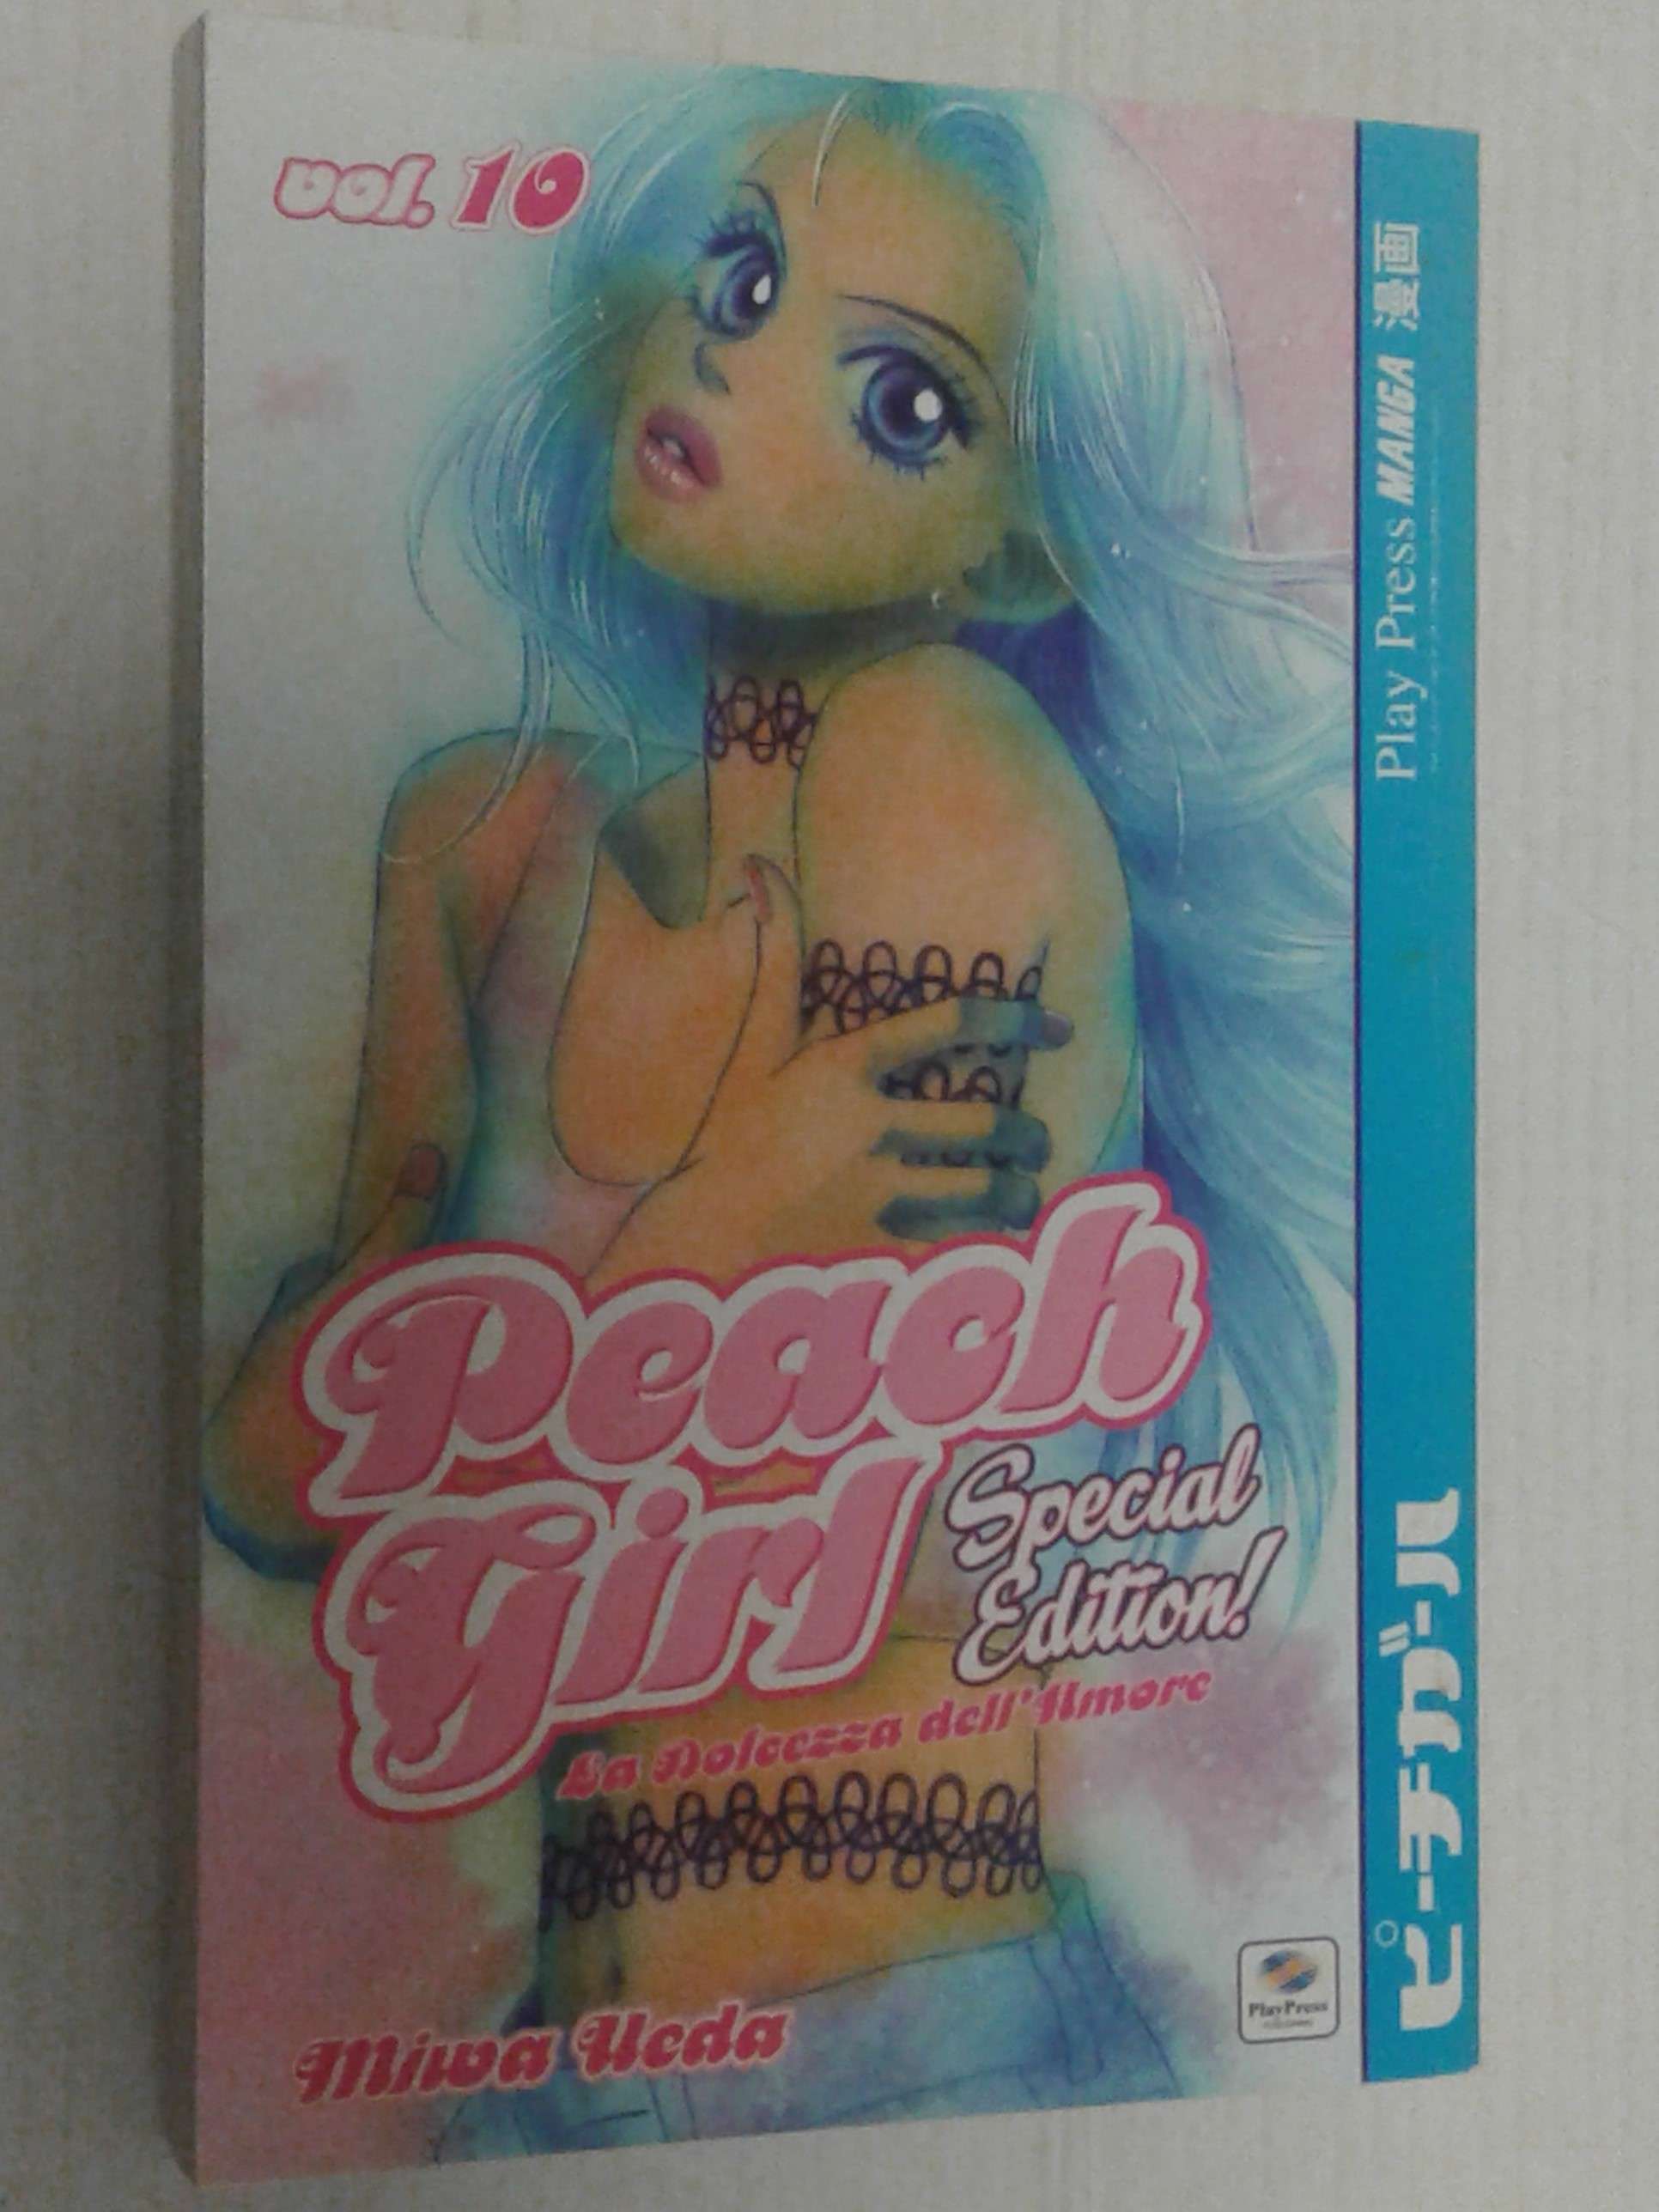 vol. 10
Peach
Girl
Special
Edition!
La Dolcezza dell'Amore
Miwa Ueda
PlayPress
Play Press MANGA 漫画
ピーチガール